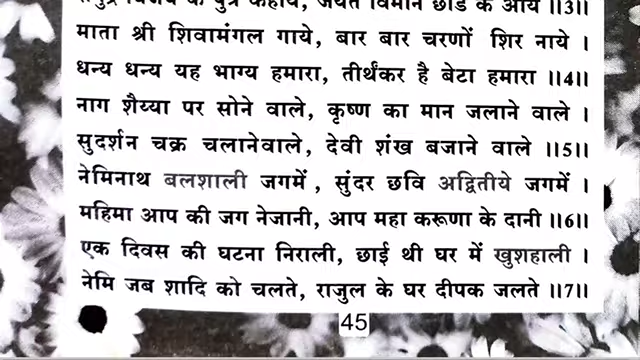 माता श्री शिवामंगल गाये, बार बार चरणों शिर नाये ।
धन्य धन्य यह भाग्य हमारा, तीर्थंकर है बेटा हमारा ॥4॥
नाग शैय्या पर सोने वाले, कृष्ण का मान जलाने वाले ।
सुदर्शन चक्र चलानेवाले, देवी शंख बजाने वाले ॥5॥
नेमिनाथ बलशाली जगमें, सुंदर छवि अद्वितीये जगमें ।
महिमा आप की जग नेजानी, आप महा करूणा के दानी ॥6॥
एक दिवस की घटना निराली, छाई थी घर में खुशहाली ।
नेमि जब शादि को चलते, राजुल के घर दीपक जलते ॥7॥
45